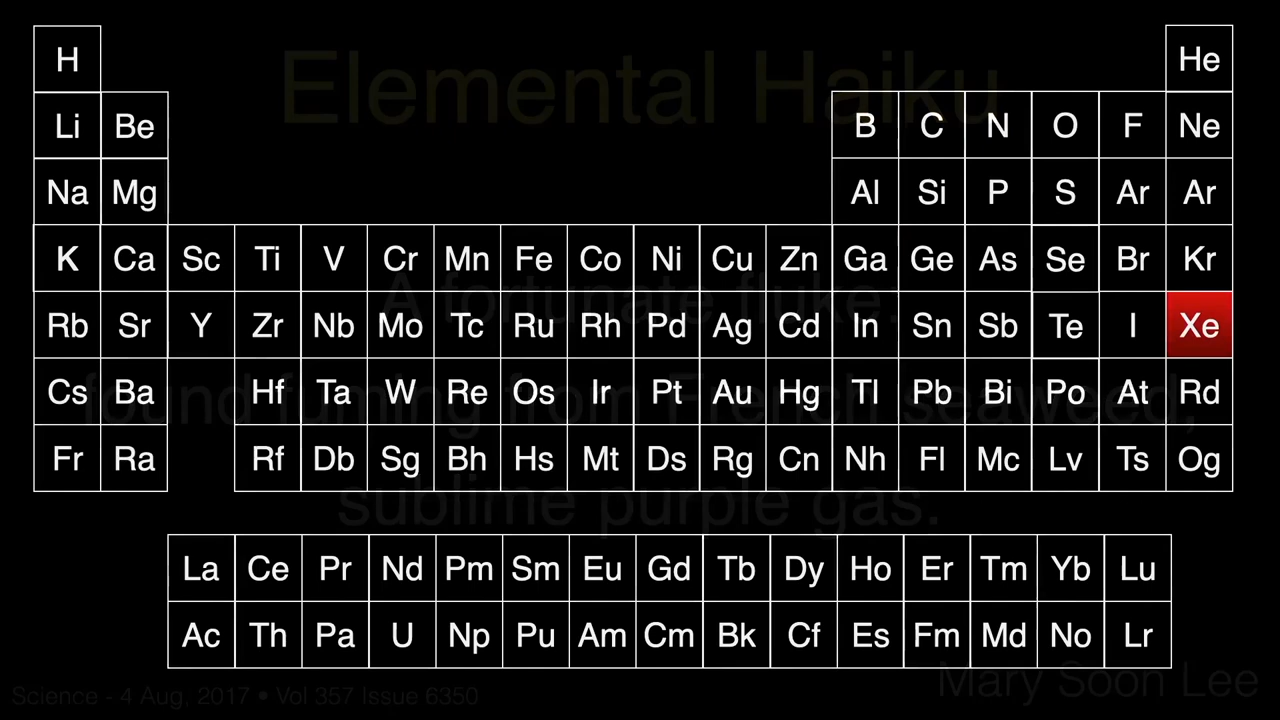 Elemental Haiku
H He
Li Be B C N O F Ne
Na Mg Al Si P S Ar Ar
K Ca Sc Ti V Cr Mn Fe Co Ni Cu Zn Ga Ge As Se Br Kr
A fortunate fluke:
Rb Sr Y Zr Nb Mo Tc Ru Rh Pd Ag Cd In Sn Sb Te I Xe
Cs Ba Hf Ta W Re Os Ir Pt Au Hg Tl Pb Bi Po At Rd
found fuming from French seaweed,
Fr Ra Rf Db Sg Bh Hs Mt Ds Rg Cn Nh Fl Mc Lv Ts Og
sublime purple gas.
La Ce Pr Nd Pm Sm Eu Gd Tb Dy Ho Er Tm Yb Lu
Ac Th Pa U Np Pu Am Cm Bk Cf Es Fm Md No Lr
Mary Soon Lee
Science - 4 Aug, 2017 • Vol 357 Issue 6350